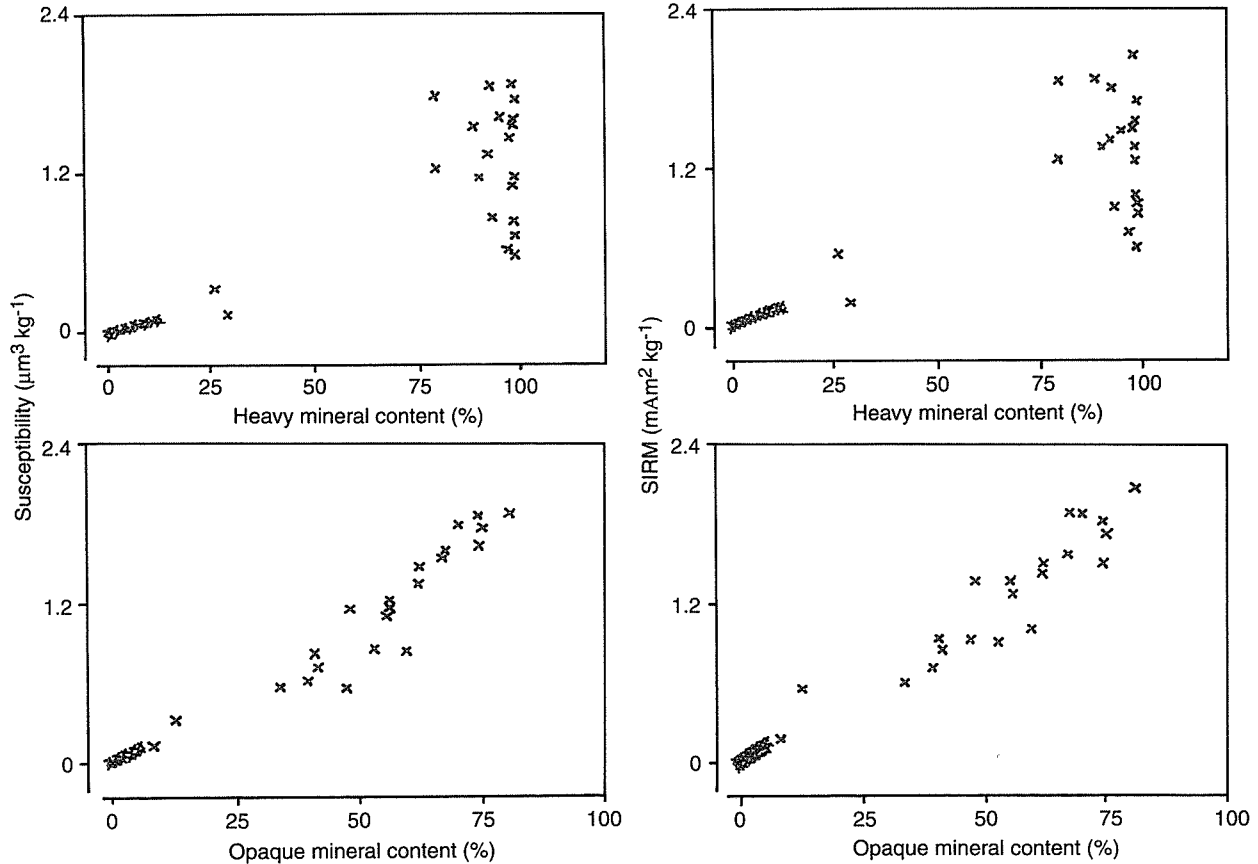 2.4
1.2
0
0 25 50 75 100
Heavy mineral content (%)
2.4
1.2
0
0 25 50 75 100
Heavy mineral content (%)
Susceptibility (µm³ kg⁻¹)
SIRM (mAm² kg⁻¹)
2.4
1.2
0
0 25 50 75 100
Opaque mineral content (%)
2.4
1.2
0
0 25 50 75 100
Opaque mineral content (%)